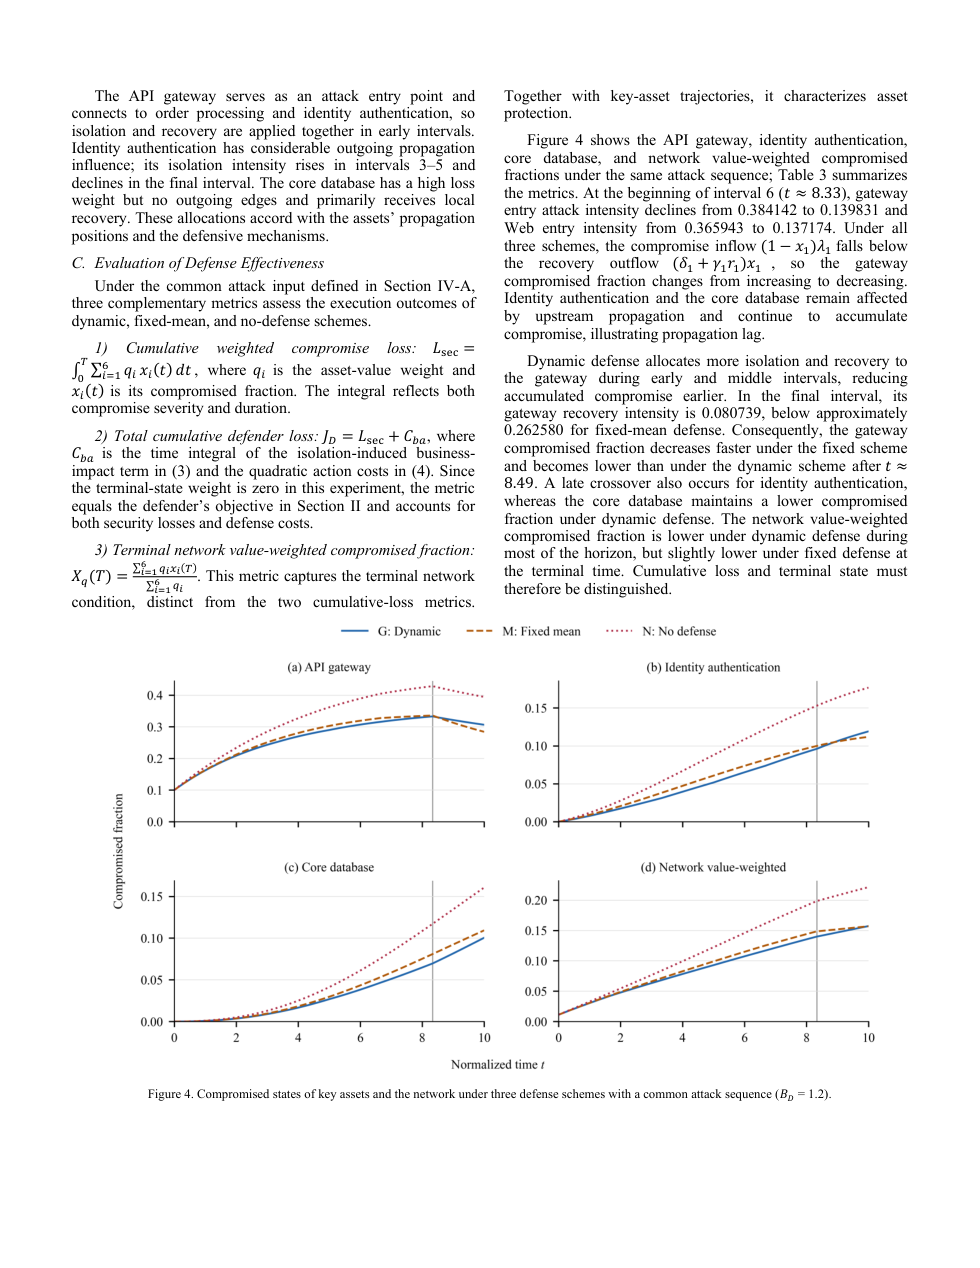 The API gateway serves as an attack entry point and
connects to order processing and identity authentication, so
isolation and recovery are applied together in early intervals.
Identity authentication has considerable outgoing propagation
influence; its isolation intensity rises in intervals 3–5 and
declines in the final interval. The core database has a high loss
weight but no outgoing edges and primarily receives local
recovery. These allocations accord with the assets' propagation
positions and the defensive mechanisms.
C. Evaluation of Defense Effectiveness
Under the common attack input defined in Section IV-A,
three complementary metrics assess the execution outcomes of
dynamic, fixed-mean, and no-defense schemes.
1) Cumulative weighted compromise loss: L_sec =
∫_0^T ∑_{i=1}^6 q_i x_i(t) dt, where q_i is the asset-value weight and
x_i(t) is its compromised fraction. The integral reflects both
compromise severity and duration.
2) Total cumulative defender loss: J_D = L_sec + C_ba, where
C_ba is the time integral of the isolation-induced business-
impact term in (3) and the quadratic action costs in (4). Since
the terminal-state weight is zero in this experiment, the metric
equals the defender's objective in Section II and accounts for
both security losses and defense costs.
3) Terminal network value-weighted compromised fraction:
X_q(T) = ∑_{i=1}^6 q_i x_i(T) / ∑_{i=1}^6 q_i. This metric captures the terminal network
condition, distinct from the two cumulative-loss metrics.
Together with key-asset trajectories, it characterizes asset
protection.
Figure 4 shows the API gateway, identity authentication,
core database, and network value-weighted compromised
fractions under the same attack sequence; Table 3 summarizes
the metrics. At the beginning of interval 6 (t ≈ 8.33), gateway
entry attack intensity declines from 0.384142 to 0.139831 and
Web entry intensity from 0.365943 to 0.137174. Under all
three schemes, the compromise inflow (1 − x_1)λ_1 falls below
the recovery outflow (δ_1 + γ_1 r_1)x_1 , so the gateway
compromised fraction changes from increasing to decreasing.
Identity authentication and the core database remain affected
by upstream propagation and continue to accumulate
compromise, illustrating propagation lag.
Dynamic defense allocates more isolation and recovery to
the gateway during early and middle intervals, reducing
accumulated compromise earlier. In the final interval, its
gateway recovery intensity is 0.080739, below approximately
0.262580 for fixed-mean defense. Consequently, the gateway
compromised fraction decreases faster under the fixed scheme
and becomes lower than under the dynamic scheme after t ≈
8.49. A late crossover also occurs for identity authentication,
whereas the core database maintains a lower compromised
fraction under dynamic defense. The network value-weighted
compromised fraction is lower under dynamic defense during
most of the horizon, but slightly lower under fixed defense at
the terminal time. Cumulative loss and terminal state must
therefore be distinguished.
G: Dynamic M: Fixed mean N: No defense
(a) API gateway
0.4
0.3
0.2
0.1
0.0
(b) Identity authentication
0.15
0.10
0.05
0.00
Compromised fraction
(c) Core database
0.15
0.10
0.05
0.00
0 2 4 6 8 10
(d) Network value-weighted
0.20
0.15
0.10
0.05
0.00
0 2 4 6 8 10
Normalized time t
Figure 4. Compromised states of key assets and the network under three defense schemes with a common attack sequence (B_D = 1.2).